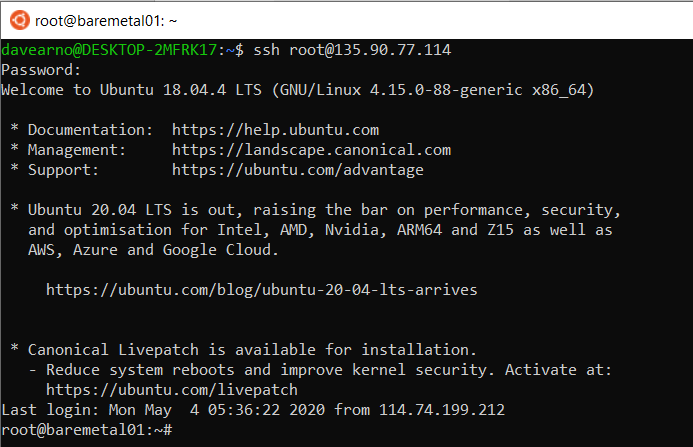 root@baremetal01: ~
davearno@DESKTOP-2MFRK17:~$ ssh root@135.90.77.114
Password:
Welcome to Ubuntu 18.04.4 LTS (GNU/Linux 4.15.0-88-generic x86_64)
* Documentation:  https://help.ubuntu.com
* Management:     https://landscape.canonical.com
* Support:        https://ubuntu.com/advantage
* Ubuntu 20.04 LTS is out, raising the bar on performance, security,
and optimisation for Intel, AMD, Nvidia, ARM64 and Z15 as well as
AWS, Azure and Google Cloud.
https://ubuntu.com/blog/ubuntu-20-04-lts-arrives
* Canonical Livepatch is available for installation.
- Reduce system reboots and improve kernel security. Activate at:
https://ubuntu.com/livepatch
Last login: Mon May  4 05:36:22 2020 from 114.74.199.212
root@baremetal01:~#